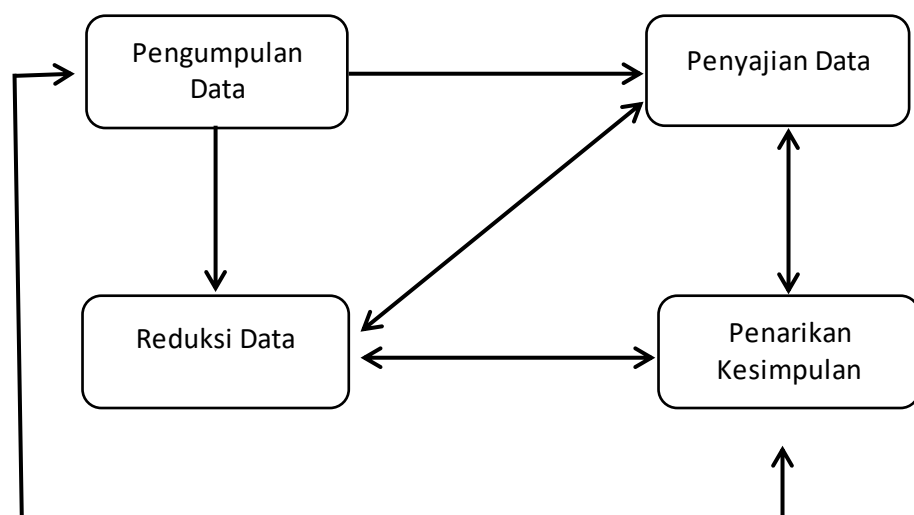 Pengumpulan
Data
Penyajian Data
Reduksi Data
Penarikan
Kesimpulan